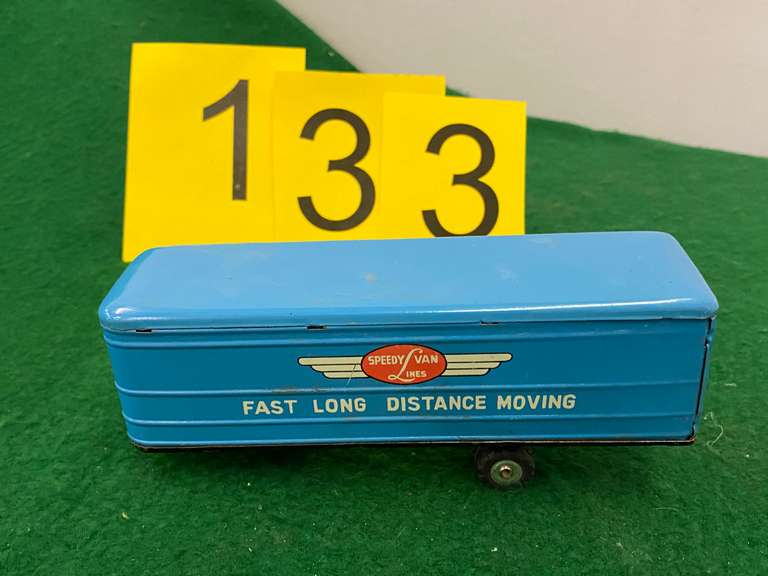 133
SPEEDY VAN
LINES
FAST LONG DISTANCE MOVING